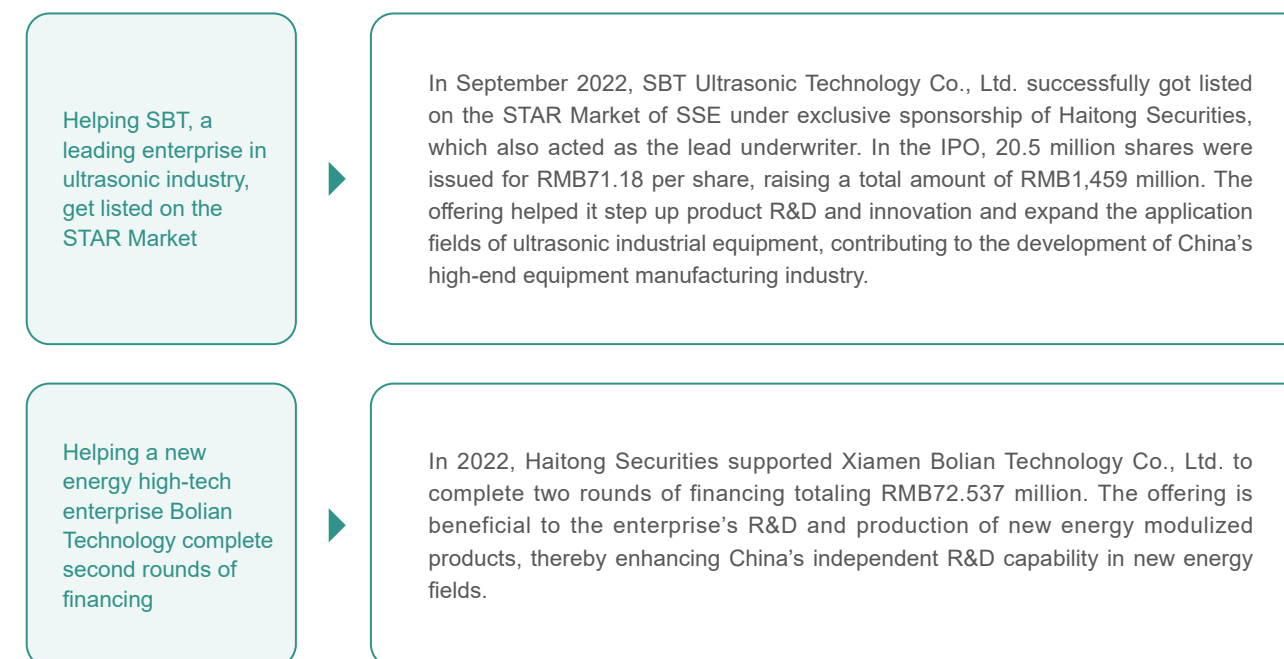 Helping SBT, a
leading enterprise in
ultrasonic industry,
get listed on the
STAR Market
In September 2022, SBT Ultrasonic Technology Co., Ltd. successfully got listed
on the STAR Market of SSE under exclusive sponsorship of Haitong Securities,
which also acted as the lead underwriter. In the IPO, 20.5 million shares were
issued for RMB71.18 per share, raising a total amount of RMB1,459 million. The
offering helped it step up product R&D and innovation and expand the application
fields of ultrasonic industrial equipment, contributing to the development of China’s
high-end equipment manufacturing industry.
Helping a new
energy high-tech
enterprise Bolian
Technology complete
second rounds of
financing
In 2022, Haitong Securities supported Xiamen Bolian Technology Co., Ltd. to
complete two rounds of financing totaling RMB72.537 million. The offering is
beneficial to the enterprise’s R&D and production of new energy modulized
products, thereby enhancing China’s independent R&D capability in new energy
fields.